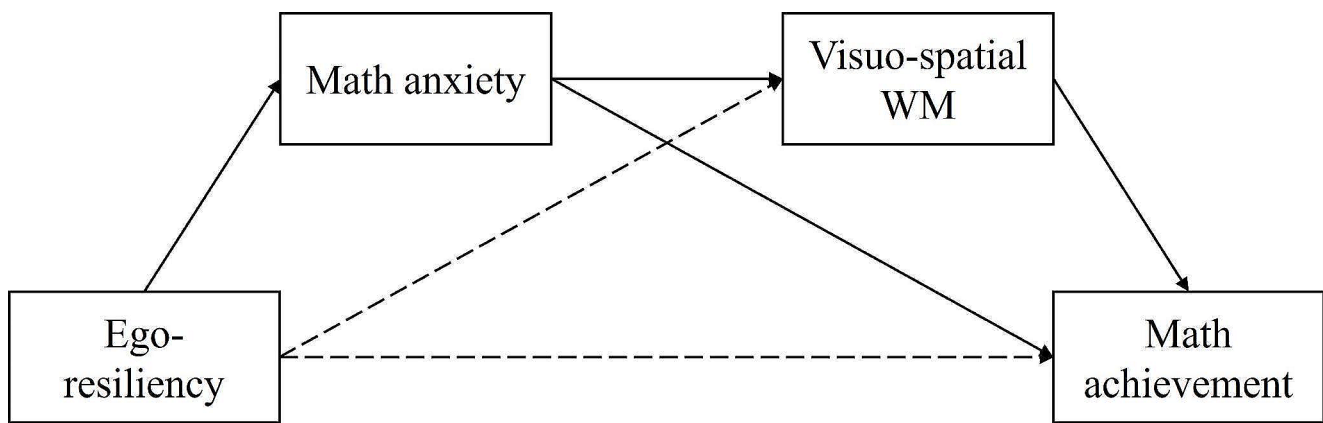 Math anxiety
Visuo-spatial
WM
Ego-
resiliency
Math
achievement